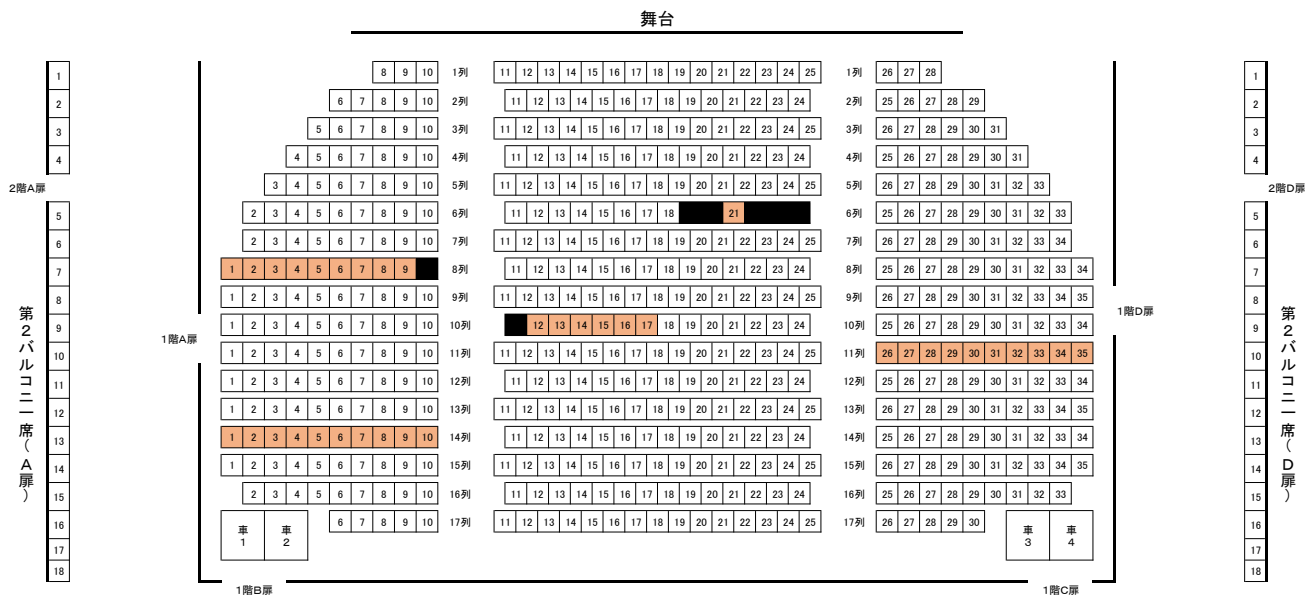 舞台
1 8 9 10 1列 11 12 13 14 15 16 17 18 19 20 21 22 23 24 25 1列 26 27 28 1
2 6 7 8 9 10 2列 11 12 13 14 15 16 17 18 19 20 21 22 23 24 2列 25 26 27 28 29 2
3 5 6 7 8 9 10 3列 11 12 13 14 15 16 17 18 19 20 21 22 23 24 25 3列 26 27 28 29 30 31 3
4 4 5 6 7 8 9 10 4列 11 12 13 14 15 16 17 18 19 20 21 22 23 24 4列 25 26 27 28 29 30 31 4
2階A扉 3 4 5 6 7 8 9 10 5列 11 12 13 14 15 16 17 18 19 20 21 22 23 24 25 5列 26 27 28 29 30 31 32 33 2階D扉
5 2 3 4 5 6 7 8 9 10 6列 11 12 13 14 15 16 17 18 21 6列 25 26 27 28 29 30 31 32 33 5
6 2 3 4 5 6 7 8 9 10 7列 11 12 13 14 15 16 17 18 19 20 21 22 23 24 25 7列 26 27 28 29 30 31 32 33 34 6
7 1 2 3 4 5 6 7 8 9 8列 11 12 13 14 15 16 17 18 19 20 21 22 23 24 8列 25 26 27 28 29 30 31 32 33 34 7
8 1 2 3 4 5 6 7 8 9 10 9列 11 12 13 14 15 16 17 18 19 20 21 22 23 24 25 9列 26 27 28 29 30 31 32 33 34 35 8
9 1階A扉 1 2 3 4 5 6 7 8 9 10 10列 12 13 14 15 16 17 18 19 20 21 22 23 24 10列 25 26 27 28 29 30 31 32 33 34 1階D扉 9
10 1 2 3 4 5 6 7 8 9 10 11列 11 12 13 14 15 16 17 18 19 20 21 22 23 24 25 11列 26 27 28 29 30 31 32 33 34 35 10
11 1 2 3 4 5 6 7 8 9 10 12列 11 12 13 14 15 16 17 18 19 20 21 22 23 24 12列 25 26 27 28 29 30 31 32 33 34 11
12 1 2 3 4 5 6 7 8 9 10 13列 11 12 13 14 15 16 17 18 19 20 21 22 23 24 25 13列 26 27 28 29 30 31 32 33 34 35 12
13 1 2 3 4 5 6 7 8 9 10 14列 11 12 13 14 15 16 17 18 19 20 21 22 23 24 14列 25 26 27 28 29 30 31 32 33 34 13
14 1 2 3 4 5 6 7 8 9 10 15列 11 12 13 14 15 16 17 18 19 20 21 22 23 24 25 15列 26 27 28 29 30 31 32 33 34 35 14
15 2 3 4 5 6 7 8 9 10 16列 11 12 13 14 15 16 17 18 19 20 21 22 23 24 16列 25 26 27 28 29 30 31 32 33 15
16 車1 車2 6 7 8 9 10 17列 11 12 13 14 15 16 17 18 19 20 21 22 23 24 25 17列 26 27 28 29 30 車3 車4 16
17 17
18 18
1階B扉 1階C扉
第2バルコニー席(A扉)
第2バルコニー席(D扉)